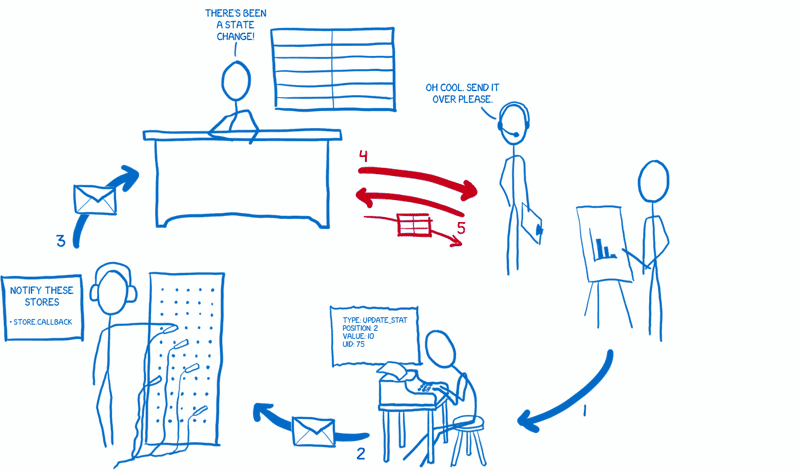 THERE'S BEEN
A STATE
CHANGE!
OH COOL. SEND IT
OVER PLEASE.
4
5
3
NOTIFY THESE
STORES
• STORE.CALLBACK
TYPE: UPDATE_STAT
POSITION: 2
VALUE: 10
UID: 75
1
2